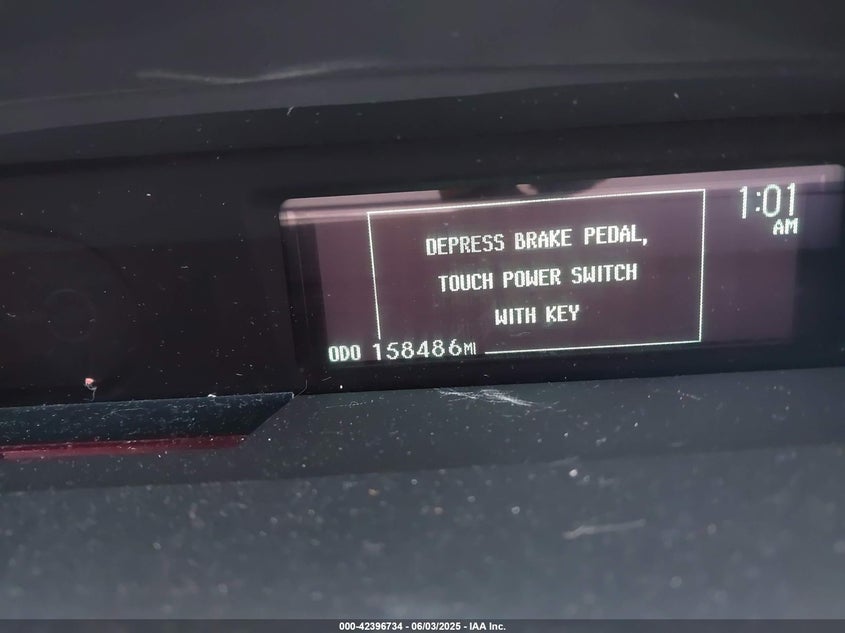 1:01
AM
DEPRESS BRAKE PEDAL,
TOUCH POWER SWITCH
WITH KEY
ODO 158486MI
000-42396734 - 06/03/2025 - IAA Inc.